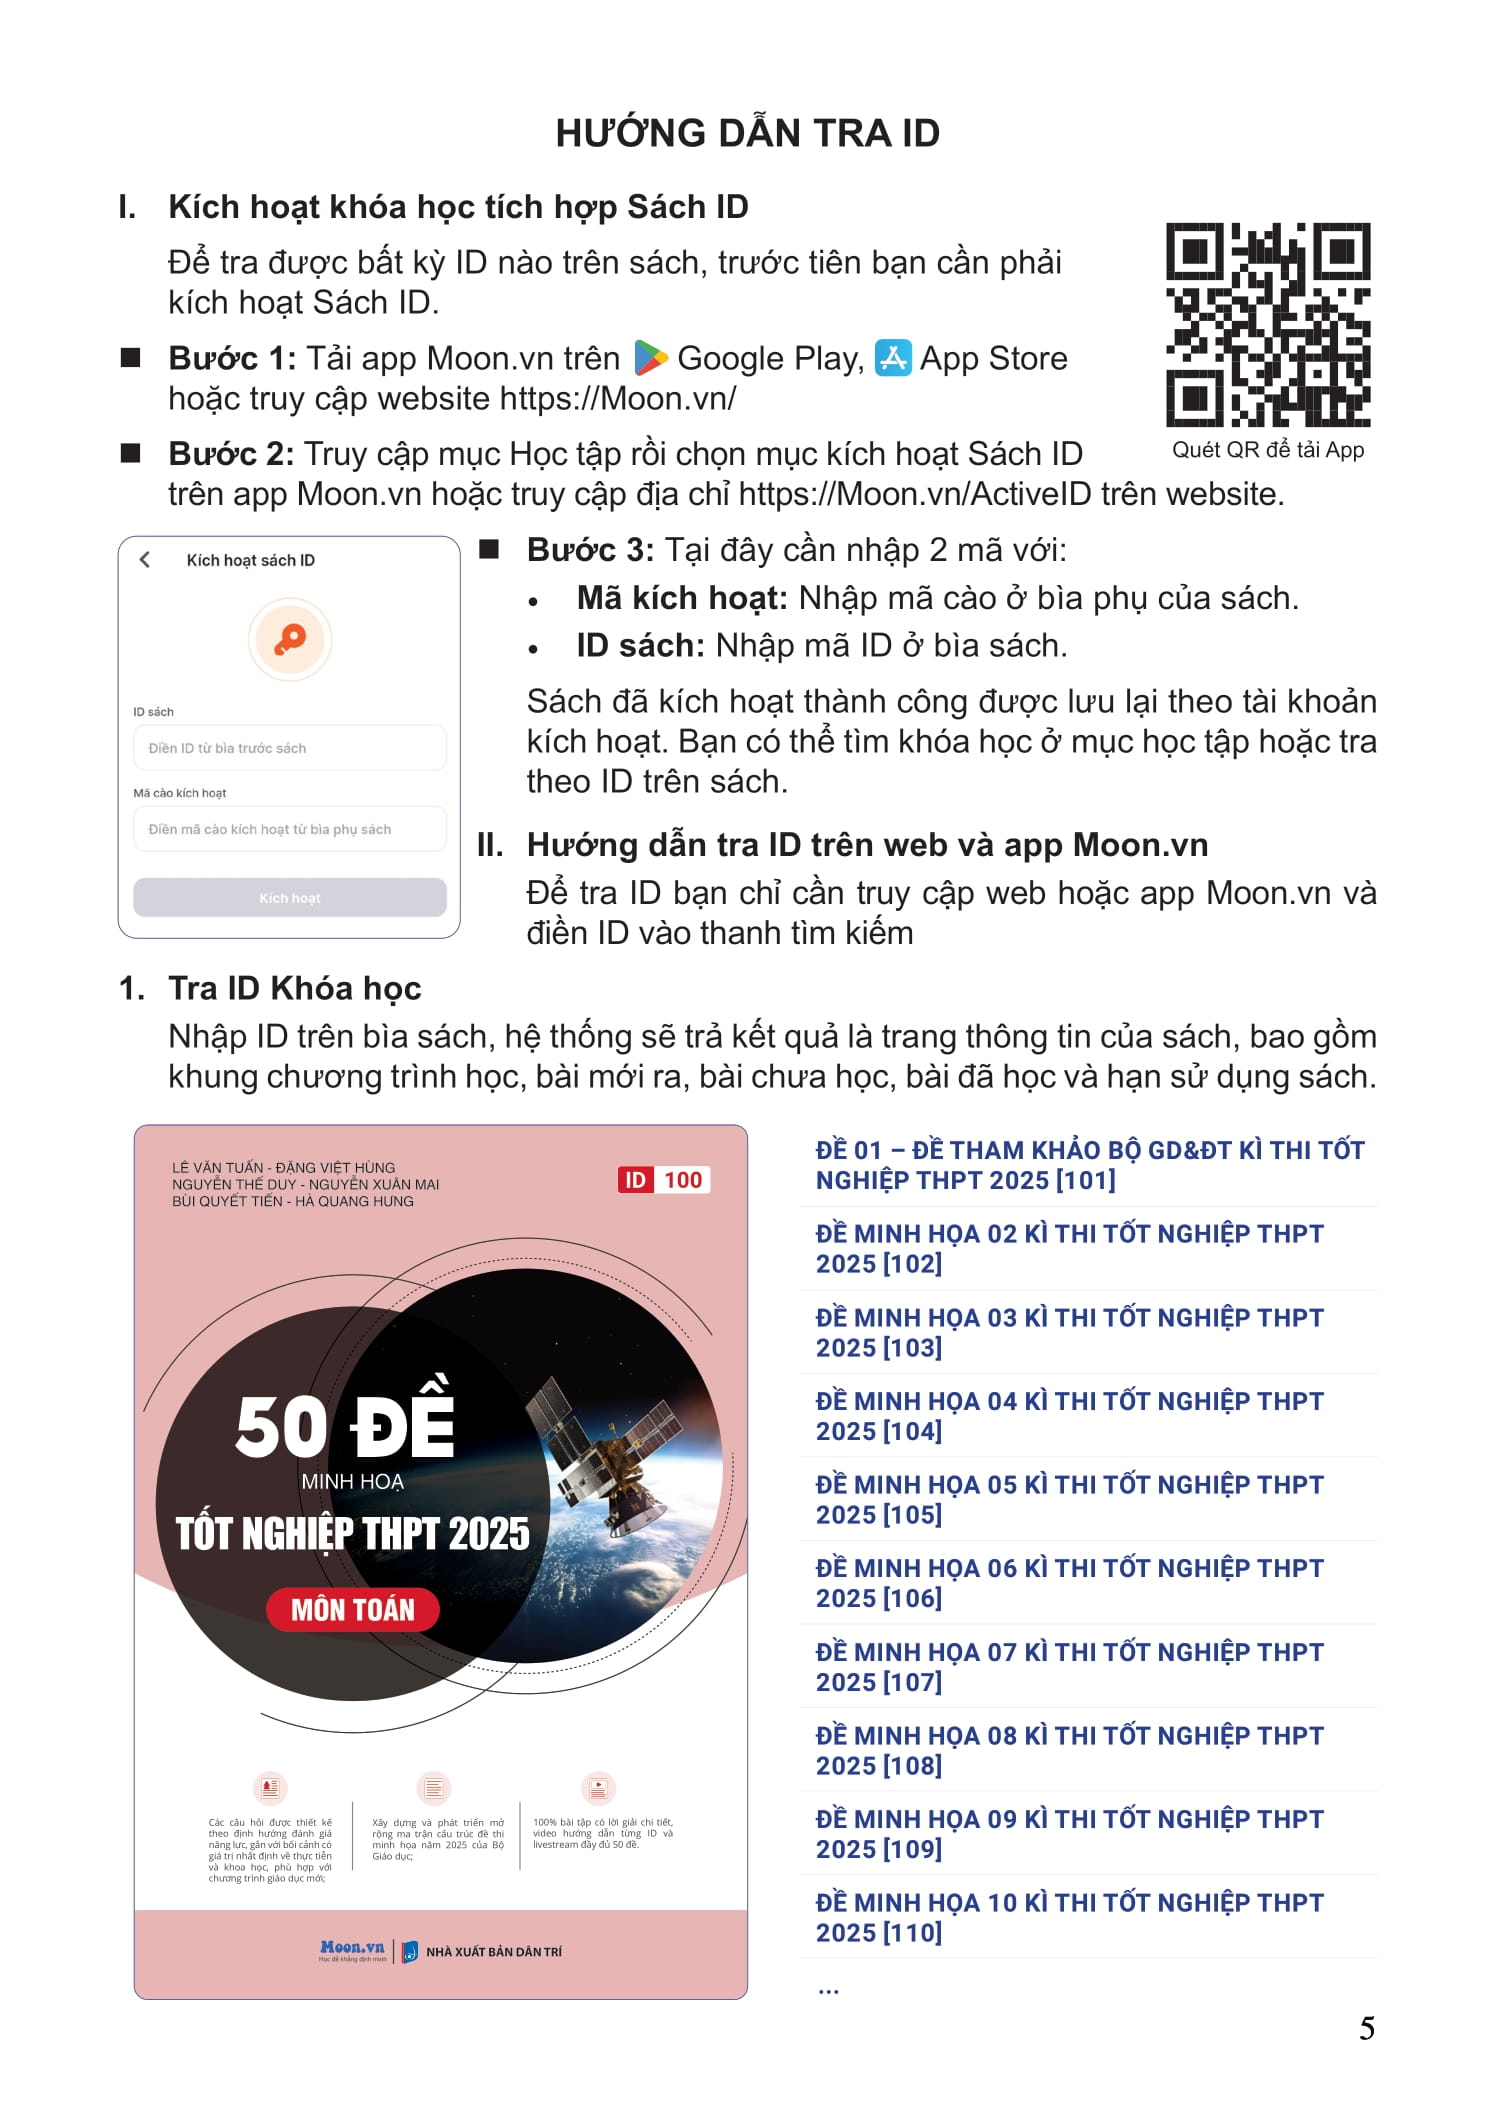 HƯỚNG DẪN TRA ID
I. Kích hoạt khóa học tích hợp Sách ID
Để tra được bất kỳ ID nào trên sách, trước tiên bạn cần phải
kích hoạt Sách ID.
■ Bước 1: Tải app Moon.vn trên Google Play, App Store
hoặc truy cập website https://Moon.vn/
■ Bước 2: Truy cập mục Học tập rồi chọn mục kích hoạt Sách ID
trên app Moon.vn hoặc truy cập địa chỉ https://Moon.vn/ActiveID trên website.
Quét QR để tải App
Kích hoạt sách ID
ID sách
Điền ID từ bìa trước sách
Mã cào kích hoạt
Điền mã cào kích hoạt từ bìa phụ sách
Kích hoạt
■ Bước 3: Tại đây cần nhập 2 mã với:
• Mã kích hoạt: Nhập mã cào ở bìa phụ của sách.
• ID sách: Nhập mã ID ở bìa sách.
Sách đã kích hoạt thành công được lưu lại theo tài khoản
kích hoạt. Bạn có thể tìm khóa học ở mục học tập hoặc tra
theo ID trên sách.
II. Hướng dẫn tra ID trên web và app Moon.vn
Để tra ID bạn chỉ cần truy cập web hoặc app Moon.vn và
điền ID vào thanh tìm kiếm
1. Tra ID Khóa học
Nhập ID trên bìa sách, hệ thống sẽ trả kết quả là trang thông tin của sách, bao gồm
khung chương trình học, bài mới ra, bài chưa học, bài đã học và hạn sử dụng sách.
LÊ VĂN TUẤN - ĐẶNG VIỆT HÙNG
NGUYỄN THẾ DUY - NGUYỄN XUÂN MAI
BÙI QUYẾT TIẾN - HÀ QUANG HƯNG
ID 100
50 ĐỀ
MINH HOẠ
TỐT NGHIỆP THPT 2025
MÔN TOÁN
Các câu hỏi được thiết kế
theo định hướng đánh giá
năng lực, gắn với bối cảnh có
giá trị nhất định về thực tiễn
và khoa học, phù hợp với
chương trình giáo dục mới;
Xây dựng và phát triển mở
rộng ma trận cấu trúc đề thi
minh họa năm 2025 của Bộ
Giáo dục;
100% bài tập có lời giải chi tiết,
video hướng dẫn từng ID và
livestream đầy đủ 50 đề.
Moon.vn
Học để khẳng định mình
NHÀ XUẤT BẢN DÂN TRÍ
ĐỀ 01 – ĐỀ THAM KHẢO BỘ GD&ĐT KÌ THI TỐT
NGHIỆP THPT 2025 [101]
ĐỀ MINH HỌA 02 KÌ THI TỐT NGHIỆP THPT
2025 [102]
ĐỀ MINH HỌA 03 KÌ THI TỐT NGHIỆP THPT
2025 [103]
ĐỀ MINH HỌA 04 KÌ THI TỐT NGHIỆP THPT
2025 [104]
ĐỀ MINH HỌA 05 KÌ THI TỐT NGHIỆP THPT
2025 [105]
ĐỀ MINH HỌA 06 KÌ THI TỐT NGHIỆP THPT
2025 [106]
ĐỀ MINH HỌA 07 KÌ THI TỐT NGHIỆP THPT
2025 [107]
ĐỀ MINH HỌA 08 KÌ THI TỐT NGHIỆP THPT
2025 [108]
ĐỀ MINH HỌA 09 KÌ THI TỐT NGHIỆP THPT
2025 [109]
ĐỀ MINH HỌA 10 KÌ THI TỐT NGHIỆP THPT
2025 [110]
...
5